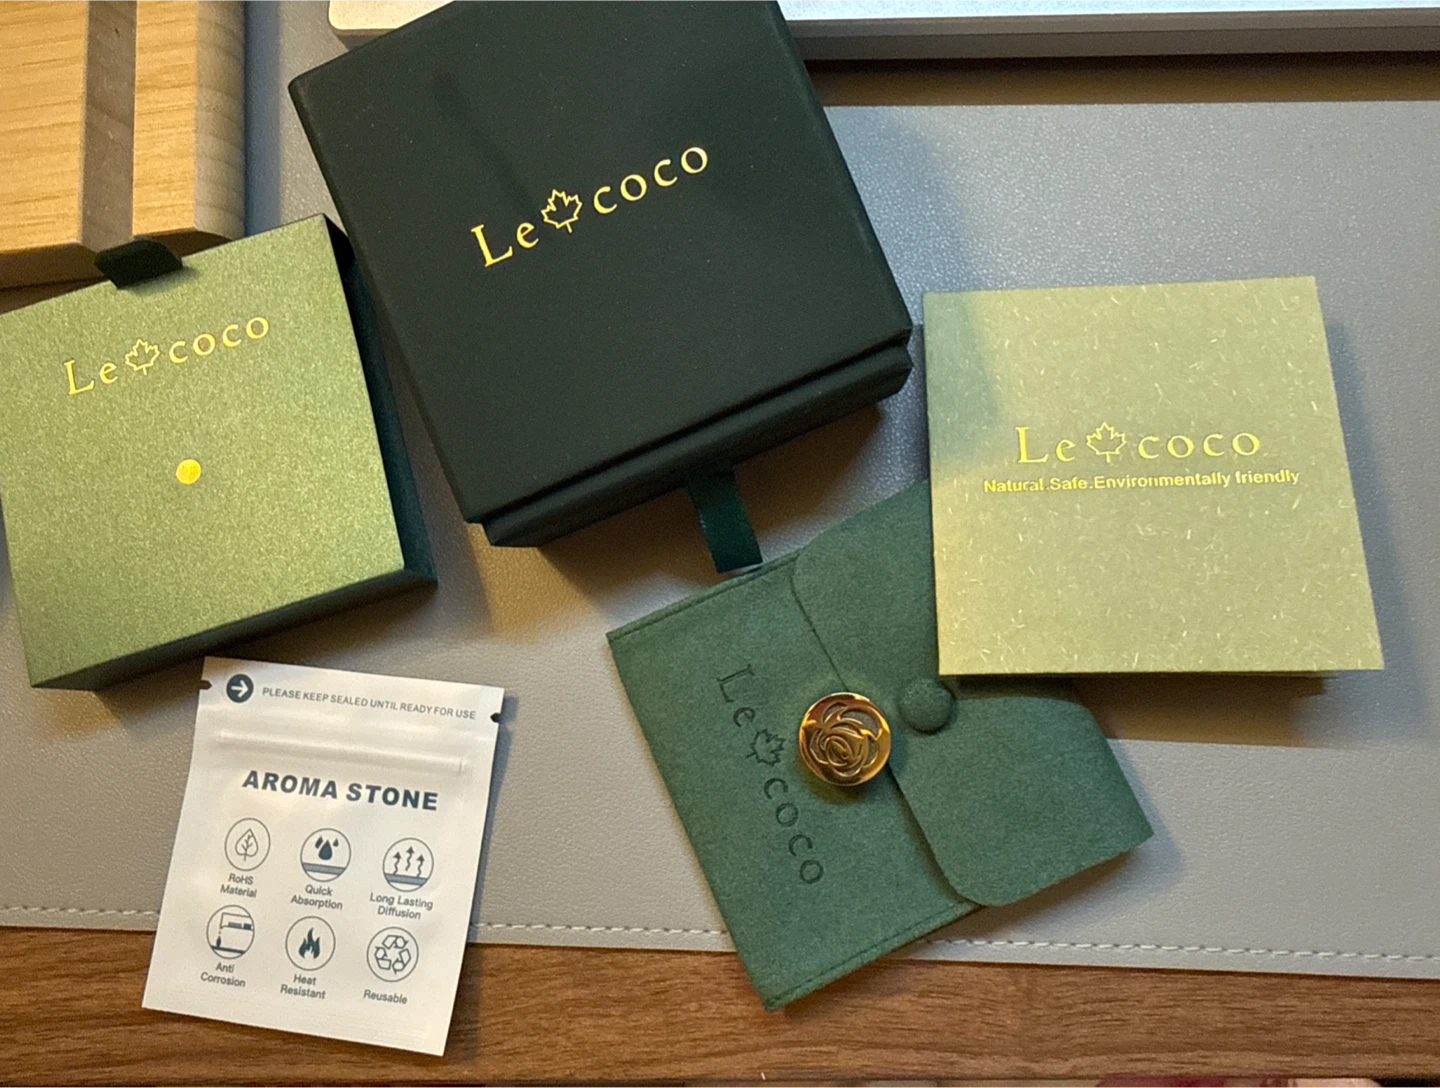 Le coco
Le coco
Le coco
Natural.Safe.Environmentally friendly
Le coco
PLEASE KEEP SEALED UNTIL READY FOR USE
AROMA STONE
RoHS
Material
Quick
Absorption
Long Lasting
Diffusion
Anti
Corrosion
Heat
Resistant
Reusable